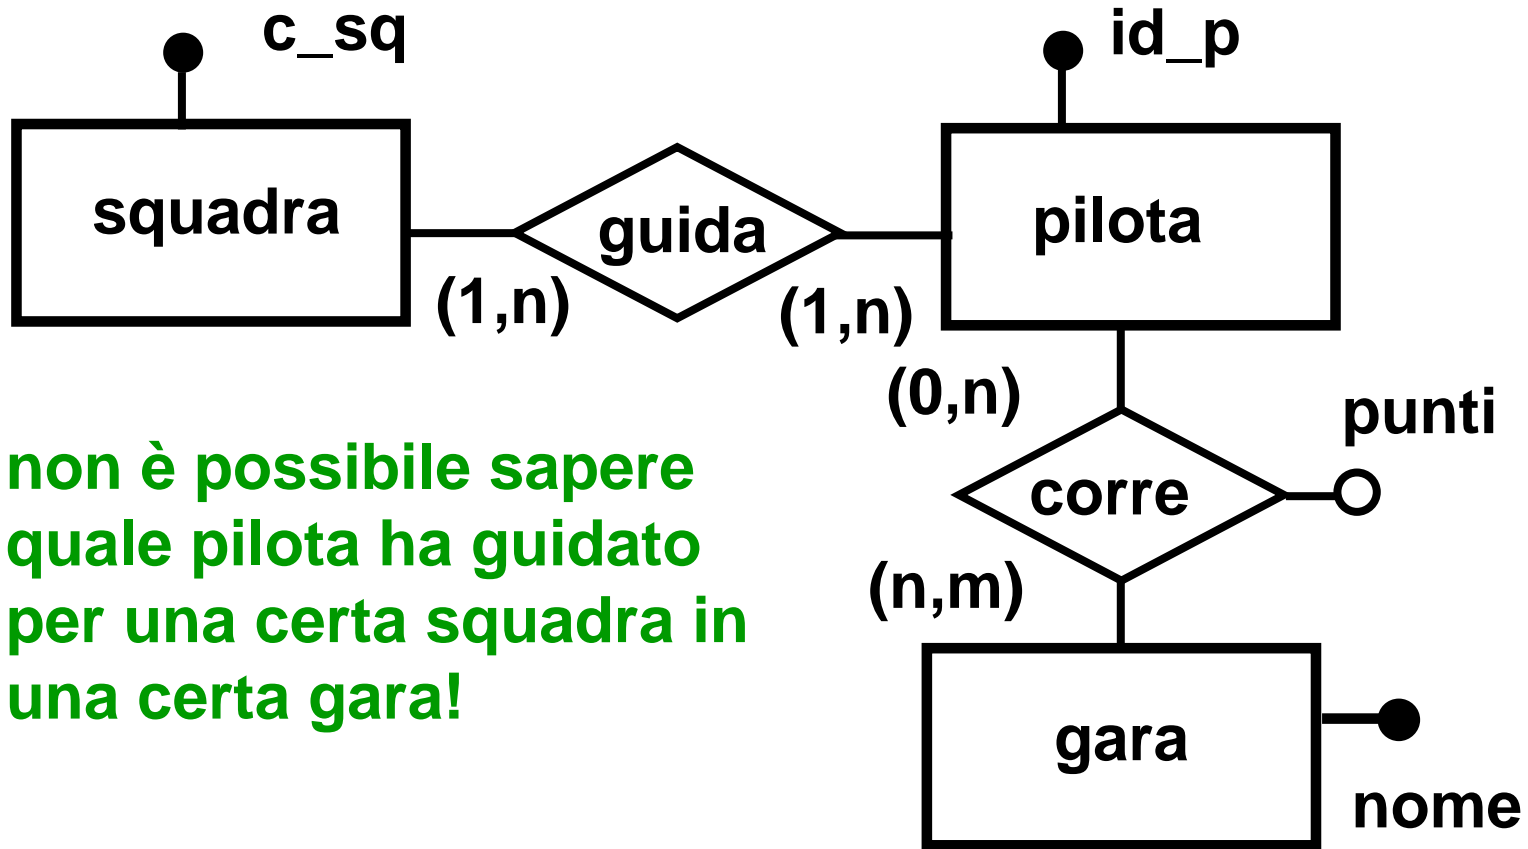 c_sq
id_p
squadra
guida
pilota
(1,n)
(1,n)
(0,n)
punti
corre
(n,m)
non è possibile sapere
quale pilota ha guidato
per una certa squadra in
una certa gara!
gara
nome